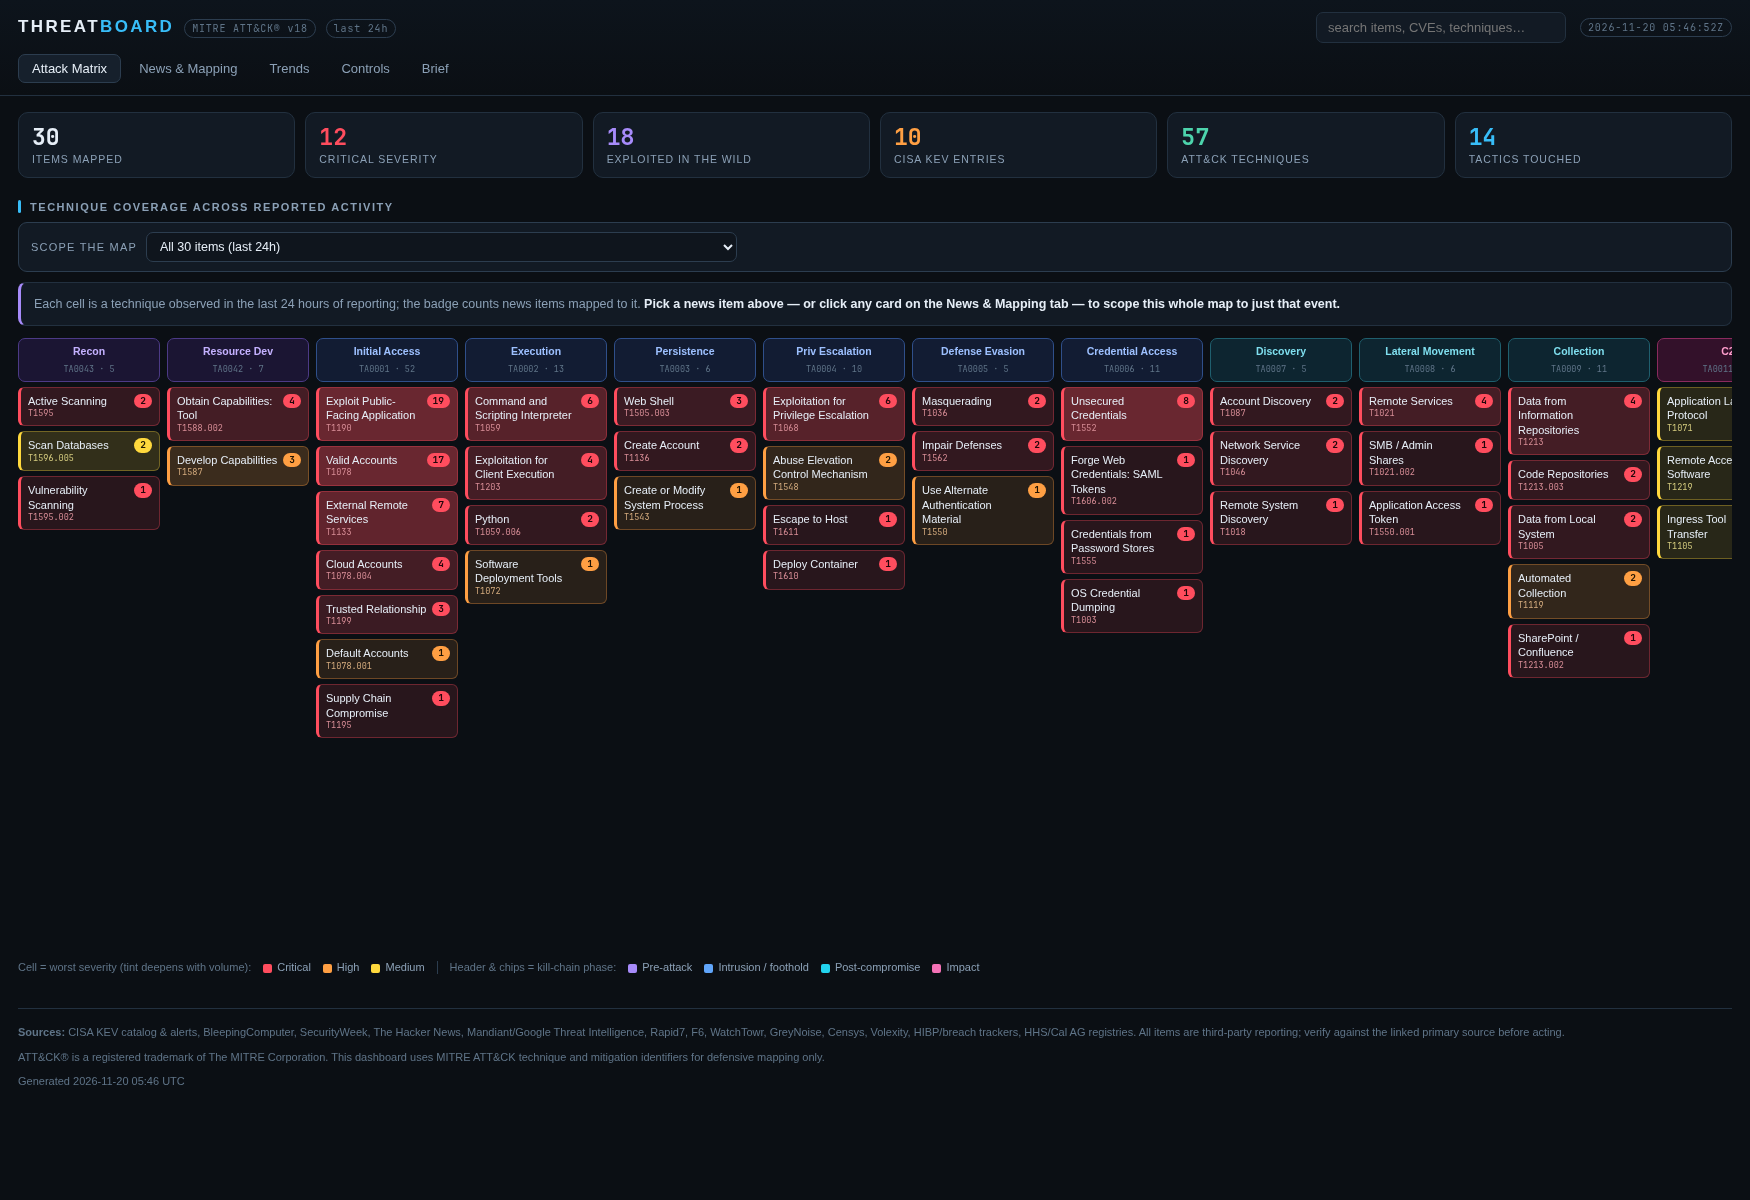 THREATBOARD
MITRE ATT&CK® v18
last 24h
search items, CVEs, techniques…
2026-11-20 05:46:52Z
Attack Matrix
News & Mapping
Trends
Controls
Brief
30
ITEMS MAPPED
12
CRITICAL SEVERITY
18
EXPLOITED IN THE WILD
10
CISA KEV ENTRIES
57
ATT&CK TECHNIQUES
14
TACTICS TOUCHED
TECHNIQUE COVERAGE ACROSS REPORTED ACTIVITY
SCOPE THE MAP
All 30 items (last 24h)
Each cell is a technique observed in the last 24 hours of reporting; the badge counts news items mapped to it. Pick a news item above — or click any card on the News & Mapping tab — to scope this whole map to just that event.
Recon
TA0043 · 5
Active Scanning 2
T1595
Scan Databases 2
T1596.005
Vulnerability 1
Scanning
T1595.002
Resource Dev
TA0042 · 7
Obtain Capabilities: 4
Tool
T1588.002
Develop Capabilities 3
T1587
Initial Access
TA0001 · 52
Exploit Public- 19
Facing Application
T1190
Valid Accounts 17
T1078
External Remote 7
Services
T1133
Cloud Accounts 4
T1078.004
Trusted Relationship 3
T1199
Default Accounts 1
T1078.001
Supply Chain 1
Compromise
T1195
Execution
TA0002 · 13
Command and 6
Scripting Interpreter
T1059
Exploitation for 4
Client Execution
T1203
Python 2
T1059.006
Software 1
Deployment Tools
T1072
Persistence
TA0003 · 6
Web Shell 3
T1505.003
Create Account 2
T1136
Create or Modify 1
System Process
T1543
Priv Escalation
TA0004 · 10
Exploitation for 6
Privilege Escalation
T1068
Abuse Elevation 2
Control Mechanism
T1548
Escape to Host 1
T1611
Deploy Container 1
T1610
Defense Evasion
TA0005 · 5
Masquerading 2
T1036
Impair Defenses 2
T1562
Use Alternate 1
Authentication
Material
T1550
Credential Access
TA0006 · 11
Unsecured 8
Credentials
T1552
Forge Web 1
Credentials: SAML
Tokens
T1606.002
Credentials from 1
Password Stores
T1555
OS Credential 1
Dumping
T1003
Discovery
TA0007 · 5
Account Discovery 2
T1087
Network Service 2
Discovery
T1046
Remote System 1
Discovery
T1018
Lateral Movement
TA0008 · 6
Remote Services 4
T1021
SMB / Admin 1
Shares
T1021.002
Application Access 1
Token
T1550.001
Collection
TA0009 · 11
Data from 4
Information
Repositories
T1213
Code Repositories 2
T1213.003
Data from Local 2
System
T1005
Automated 2
Collection
T1119
SharePoint / 1
Confluence
T1213.002
C2
TA0011
Application La
Protocol
T1071
Remote Acce
Software
T1219
Ingress Tool
Transfer
T1105
Cell = worst severity (tint deepens with volume): Critical High Medium
Header & chips = kill-chain phase: Pre-attack Intrusion / foothold Post-compromise Impact
Sources: CISA KEV catalog & alerts, BleepingComputer, SecurityWeek, The Hacker News, Mandiant/Google Threat Intelligence, Rapid7, F6, WatchTowr, GreyNoise, Censys, Volexity, HIBP/breach trackers, HHS/Cal AG registries. All items are third-party reporting; verify against the linked primary source before acting.
ATT&CK® is a registered trademark of The MITRE Corporation. This dashboard uses MITRE ATT&CK technique and mitigation identifiers for defensive mapping only.
Generated 2026-11-20 05:46 UTC